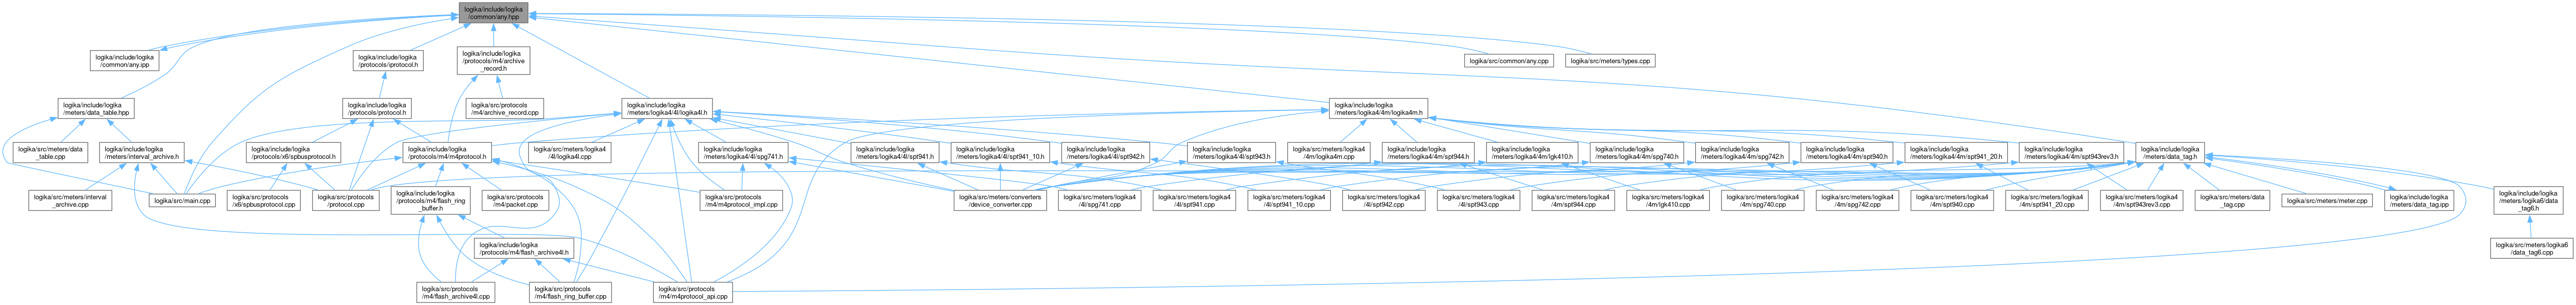 logika/include/logika
/common/any.hpp
logika/include/logika
/common/any.ipp
logika/include/logika
/protocols/iprotocol.h
logika/include/logika
/protocols/m4/archive
_record.h
logika/src/common/any.cpp
logika/src/meters/types.cpp
logika/include/logika
/meters/data_table.hpp
logika/include/logika
/protocols/protocol.h
logika/src/protocols
/m4/archive_record.cpp
logika/include/logika
/meters/logika4/4l/logika4l.h
logika/include/logika
/meters/logika4/4m/logika4m.h
logika/src/meters/data
_table.cpp
logika/include/logika
/meters/interval_archive.h
logika/include/logika
/protocols/x6/spbusprotocol.h
logika/include/logika
/protocols/m4/m4protocol.h
logika/src/meters/logika4
/4l/logika4l.cpp
logika/include/logika
/meters/logika4/4l/spg741.h
logika/include/logika
/meters/logika4/4l/spt941.h
logika/include/logika
/meters/logika4/4l/spt941_10.h
logika/include/logika
/meters/logika4/4l/spt942.h
logika/include/logika
/meters/logika4/4l/spt943.h
logika/src/meters/logika4
/4m/logika4m.cpp
logika/include/logika
/meters/logika4/4m/spt944.h
logika/include/logika
/meters/logika4/4m/lgk410.h
logika/include/logika
/meters/logika4/4m/spg740.h
logika/include/logika
/meters/logika4/4m/spg742.h
logika/include/logika
/meters/logika4/4m/spt940.h
logika/include/logika
/meters/logika4/4m/spt941_20.h
logika/include/logika
/meters/logika4/4m/spt943rev3.h
logika/include/logika
/meters/data_tag.h
logika/src/meters/interval
_archive.cpp
logika/src/main.cpp
logika/src/protocols
/x6/spbusprotocol.cpp
logika/src/protocols
/protocol.cpp
logika/include/logika
/protocols/m4/flash_ring
_buffer.h
logika/src/protocols
/m4/packet.cpp
logika/src/protocols
/m4/m4protocol_impl.cpp
logika/src/meters/converters
/device_converter.cpp
logika/src/meters/logika4
/4l/spg741.cpp
logika/src/meters/logika4
/4l/spt941.cpp
logika/src/meters/logika4
/4l/spt941_10.cpp
logika/src/meters/logika4
/4l/spt942.cpp
logika/src/meters/logika4
/4l/spt943.cpp
logika/src/meters/logika4
/4m/spt944.cpp
logika/src/meters/logika4
/4m/lgk410.cpp
logika/src/meters/logika4
/4m/spg740.cpp
logika/src/meters/logika4
/4m/spg742.cpp
logika/src/meters/logika4
/4m/spt940.cpp
logika/src/meters/logika4
/4m/spt941_20.cpp
logika/src/meters/logika4
/4m/spt943rev3.cpp
logika/src/meters/data
_tag.cpp
logika/src/meters/meter.cpp
logika/include/logika
/meters/data_tag.ipp
logika/include/logika
/meters/logika6/data
_tag6.h
logika/include/logika
/protocols/m4/flash_archive4l.h
logika/src/meters/logika6
/data_tag6.cpp
logika/src/protocols
/m4/flash_archive4l.cpp
logika/src/protocols
/m4/flash_ring_buffer.cpp
logika/src/protocols
/m4/m4protocol_api.cpp